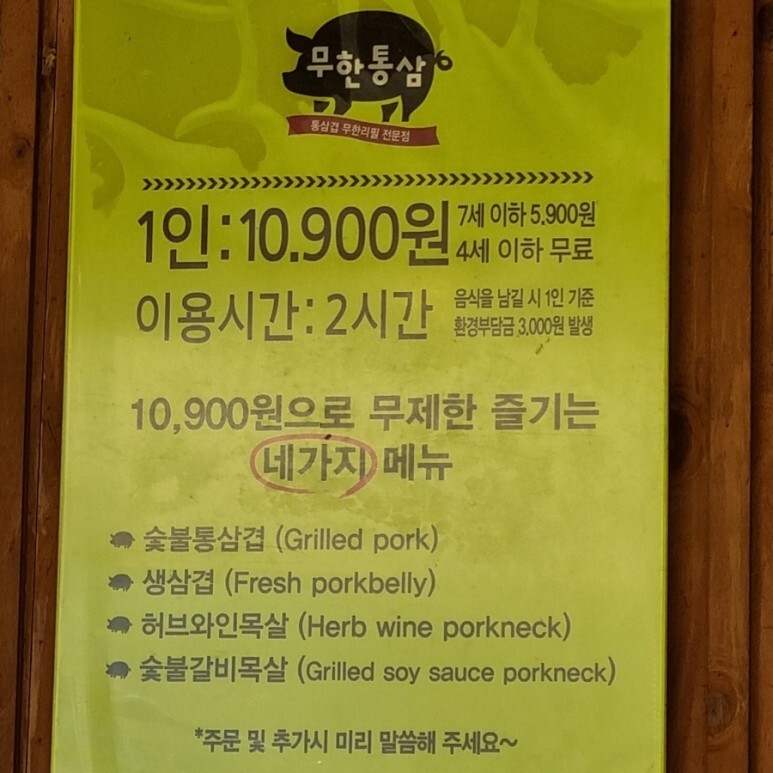 무한통삼
통삼겹 무한리필 전문점
1인:10.900원
7세 이하 5.900원
4세 이하 무료
이용시간:2시간
음식을 남길 시 1인 기준
환경부담금 3,000원 발생
10,900원으로 무제한 즐기는
네가지 메뉴
숯불통삼겹 (Grilled pork)
생삼겹 (Fresh porkbelly)
허브와인목살 (Herb wine porkneck)
숯불갈비목살 (Grilled soy sauce porkneck)
*주문 및 추가시 미리 말씀해 주세요~